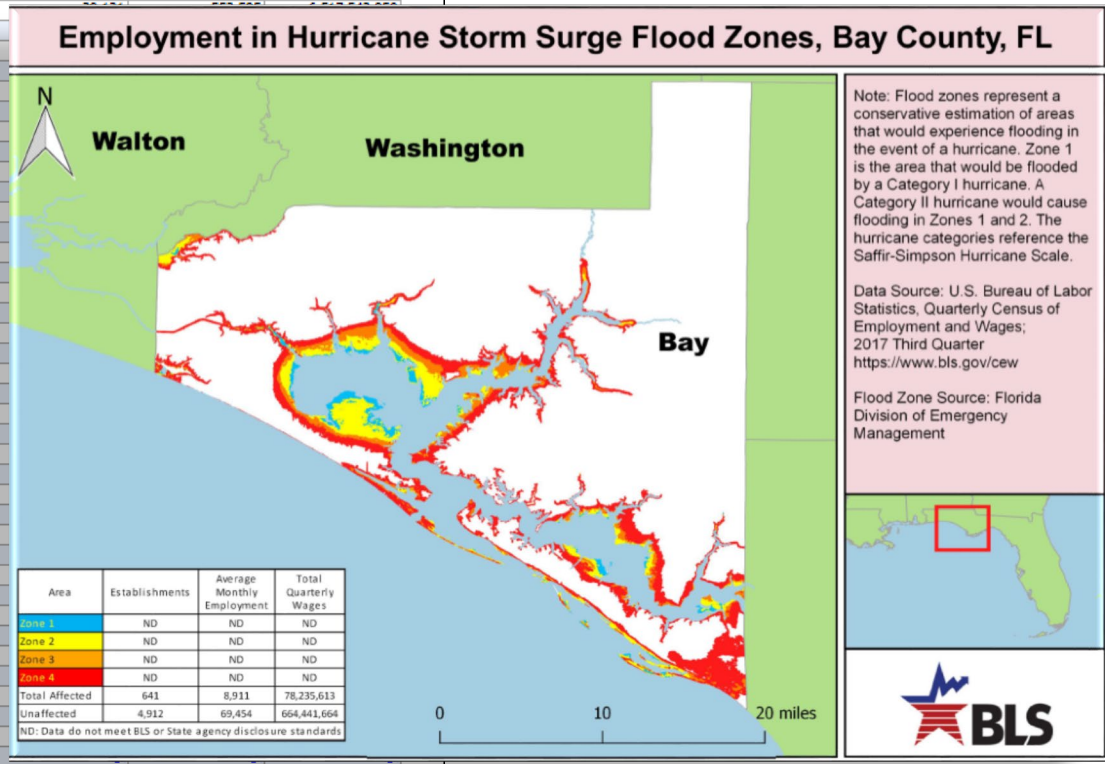 Employment in Hurricane Storm Surge Flood Zones, Bay County, FL
N
Walton
Washington
Bay
Note: Flood zones represent a
conservative estimation of areas
that would experience flooding in
the event of a hurricane. Zone 1
is the area that would be flooded
by a Category I hurricane. A
Category II hurricane would cause
flooding in Zones 1 and 2. The
hurricane categories reference the
Saffir-Simpson Hurricane Scale.
Data Source: U.S. Bureau of Labor
Statistics, Quarterly Census of
Employment and Wages;
2017 Third Quarter
https://www.bls.gov/cew
Flood Zone Source: Florida
Division of Emergency
Management
Area Establishments Average Monthly Employment Total Quarterly Wages
Zone 1 ND ND ND
Zone 2 ND ND ND
Zone 3 ND ND ND
Zone 4 ND ND ND
Total Affected 641 8,911 78,235,613
Unaffected 4,912 69,454 664,441,664
ND: Data do not meet BLS or State agency disclosure standards
0 10 20 miles
BLS